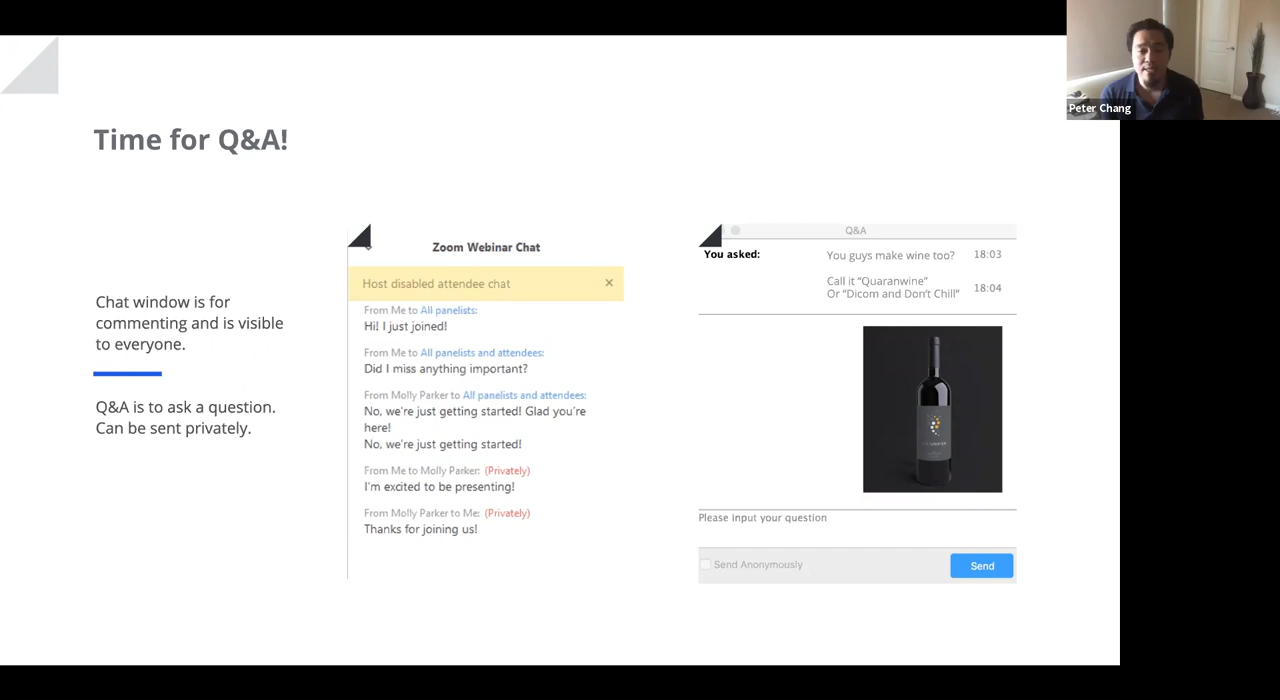 Peter Chang
Time for Q&A!
Chat window is for
commenting and is visible
to everyone.
Q&A is to ask a question.
Can be sent privately.
Zoom Webinar Chat
Host disabled attendee chat
From Me to All panelists:
Hi! I just joined!
From Me to All panelists and attendees:
Did I miss anything important?
From Molly Parker to All panelists and attendees:
No, we're just getting started! Glad you're
here!
No, we're just getting started!
From Me to Molly Parker: (Privately)
I'm excited to be presenting!
From Molly Parker to Me: (Privately)
Thanks for joining us!
Q&A
You asked:
You guys make wine too? 18:03
Call it “Quaranwine”
Or “Dicom and Don’t Chill” 18:04
Please input your question
Send Anonymously
Send